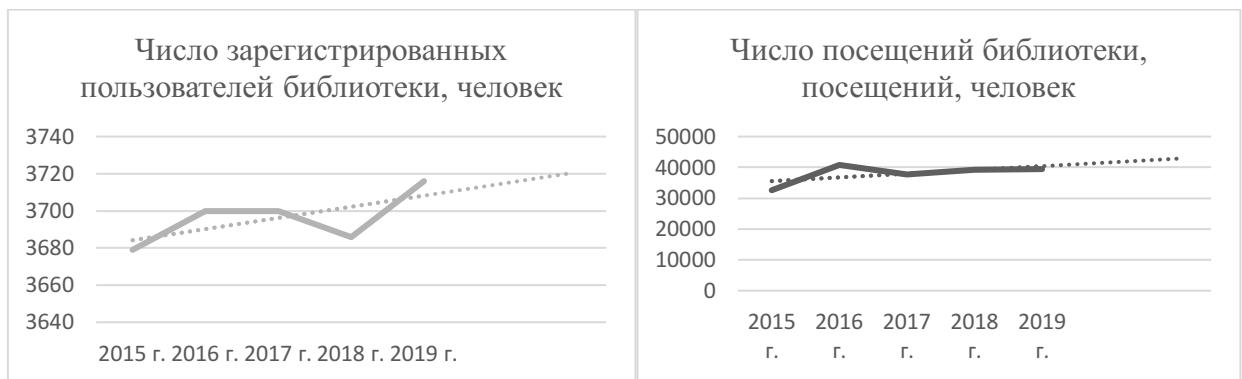 Число зарегистрированных
пользователей библиотеки, человек
3740
3720
3700
3680
3660
3640
2015 г. 2016 г. 2017 г. 2018 г. 2019 г.
Число посещений библиотеки,
посещений, человек
50000
40000
30000
20000
10000
0
2015 2016 2017 2018 2019
г. г. г. г. г.